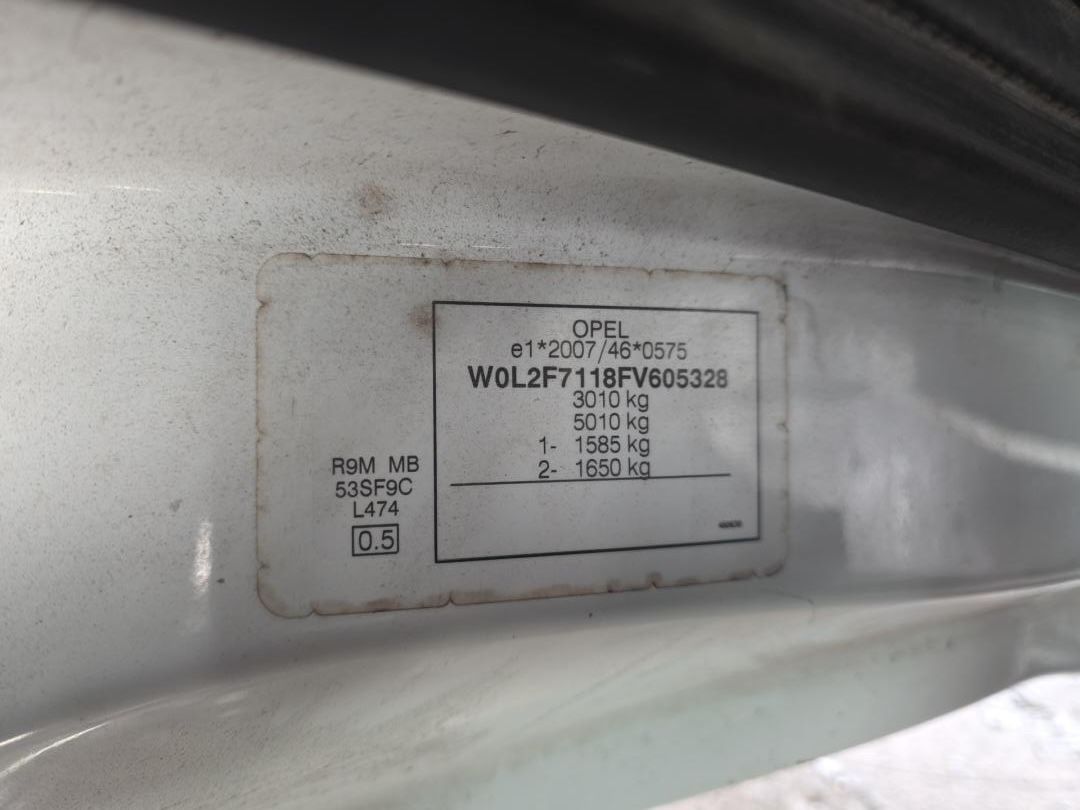 OPEL
e1*2007/46*0575
W0L2F7118FV605328
3010 kg
5010 kg
1- 1585 kg
2- 1650 kg
R9M MB
53SF9C
L474
0.5